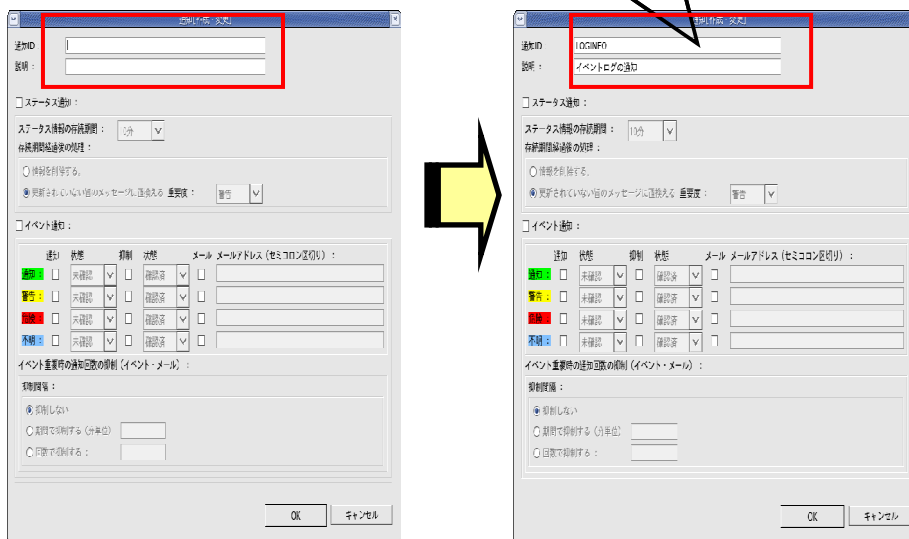 通知[作成・変更]
通知ID
説明：
ステータス通知：
ステータス情報の存続期間：
存続期間経過後の処理：
情報を削除する。
更新されていない旨のメッセージに置換える 重要度： 警告
イベント通知：
通知 状態 抑制 状態 メール メールアドレス（セミコロン区切り）：
通知： 未確認 確認済
警告： 未確認 確認済
危険： 未確認 確認済
不明： 未確認 確認済
イベント重複時の通知回数の抑制（イベント・メール）：
抑制間隔：
抑制しない
期間で抑制する（分単位）
回数で抑制する：
OK キャンセル
通知[作成・変更]
通知ID LOGINFO
説明： イベントログの通知
ステータス通知：
ステータス情報の存続期間： 10分
存続期間経過後の処理：
情報を削除する。
更新されていない旨のメッセージに置換える 重要度： 警告
イベント通知：
通知 状態 抑制 状態 メール メールアドレス（セミコロン区切り）：
通知： 未確認 確認済
警告： 未確認 確認済
危険： 未確認 確認済
不明： 未確認 確認済
イベント重複時の通知回数の抑制（イベント・メール）：
抑制間隔：
抑制しない
期間で抑制する（分単位）
回数で抑制する：
OK キャンセル